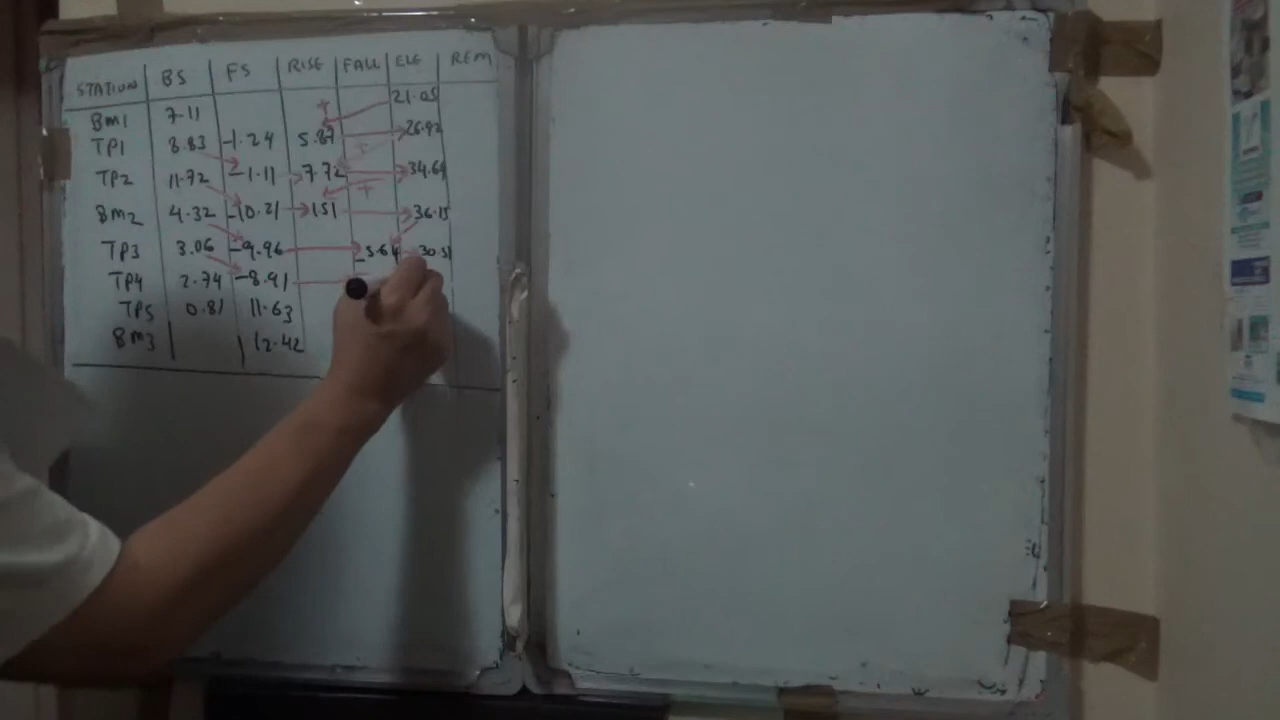 STATION BS FS RISE FALL ELE REM
21.05
BM1 7.11 +
TP1 8.83 -1.24 5.87 26.92
+
TP2 11.72 -1.11 7.72 34.64
+
BM2 4.32 -10.21 1.51 36.15
TP3 3.06 -9.96 -5.64 30.51
TP4 2.74 -8.91
TP5 0.81 11.63
BM3 12.42